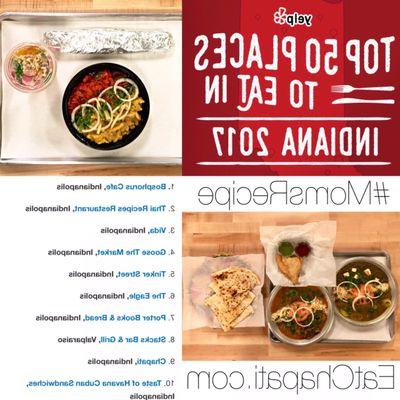 yelp
TOP 50 PLACES
TO EAT IN
INDIANA 2017
#MomsRecipe
1. Bosphorus Cafe, Indianapolis
2. Thai Recipes Restaurant, Indianapolis
3. Vida, Indianapolis
4. Goose The Market, Indianapolis
5. Tinker Street, Indianapolis
6. The Eagle, Indianapolis
7. Porter Books & Bread, Indianapolis
8. Stacks Bar & Grill, Valparaiso
9. Chapati, Indianapolis
10. Taste of Havana Cuban Sandwiches,
Indianapolis
EatChapati.com